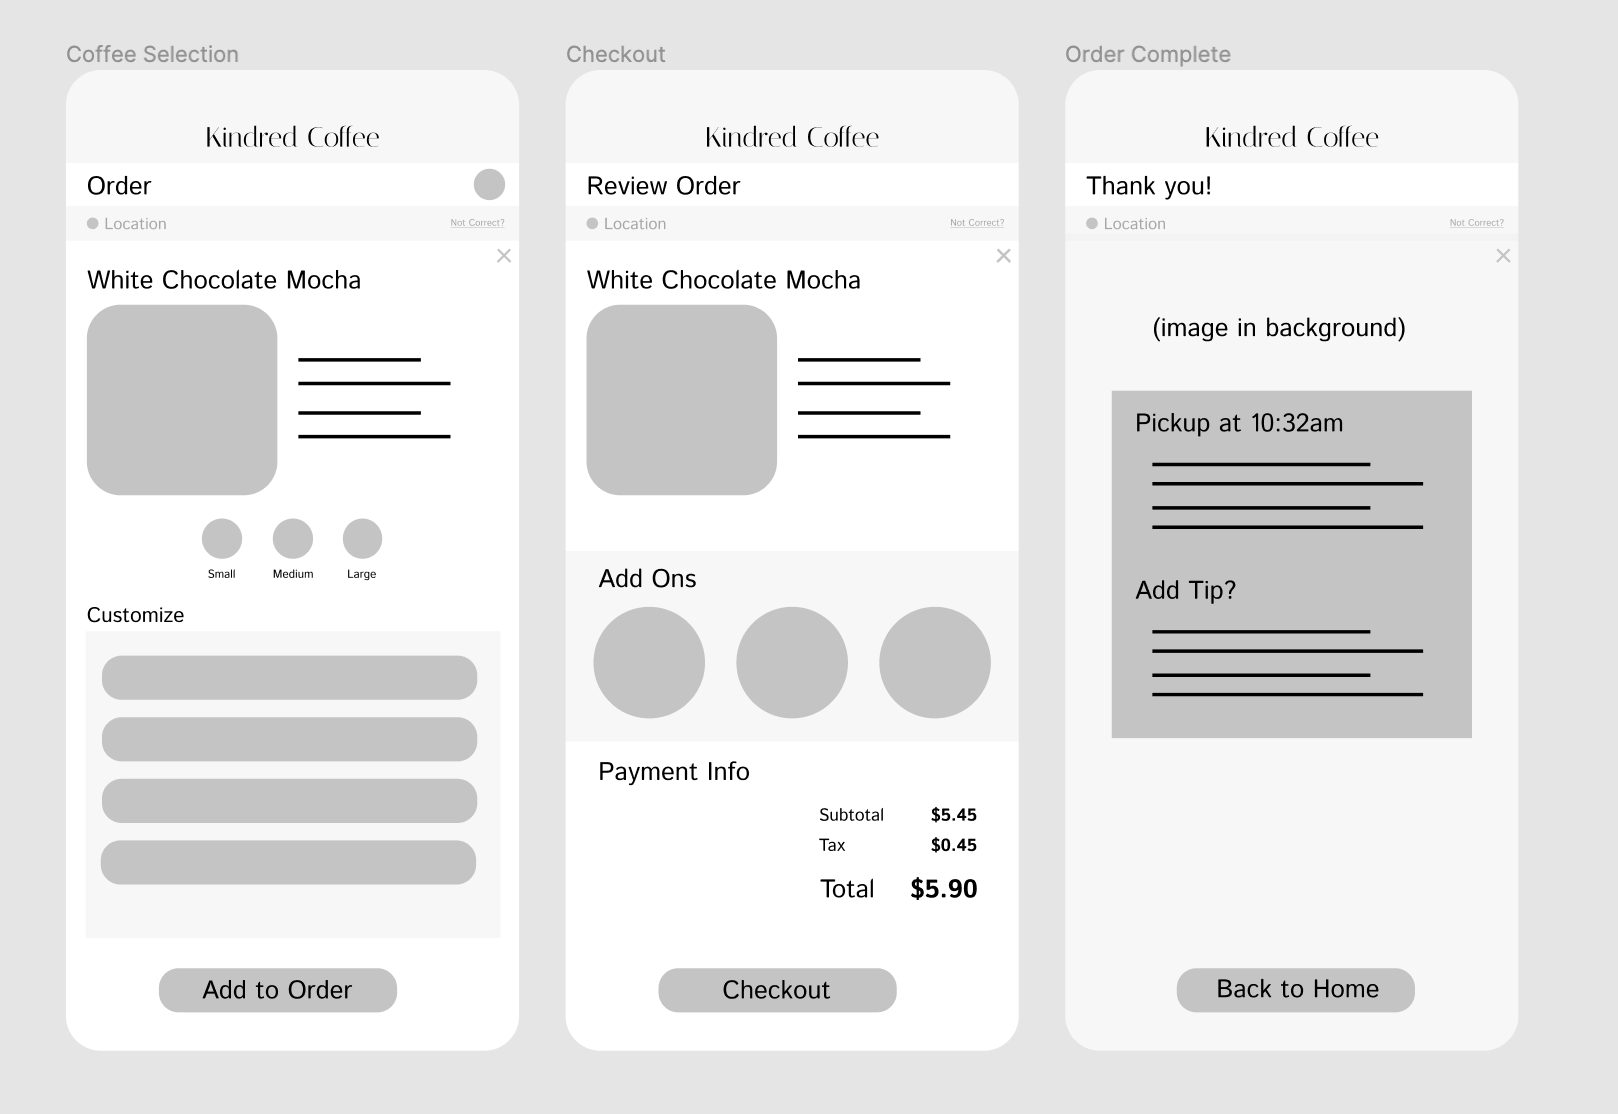 Coffee Selection
Kindred Coffee
Order
Location
Not Correct?
White Chocolate Mocha
Small
Medium
Large
Customize
Add to Order
Checkout
Kindred Coffee
Review Order
Location
Not Correct?
White Chocolate Mocha
Add Ons
Payment Info
Subtotal $5.45
Tax $0.45
Total $5.90
Checkout
Order Complete
Kindred Coffee
Thank you!
Location
Not Correct?
(image in background)
Pickup at 10:32am
Add Tip?
Back to Home